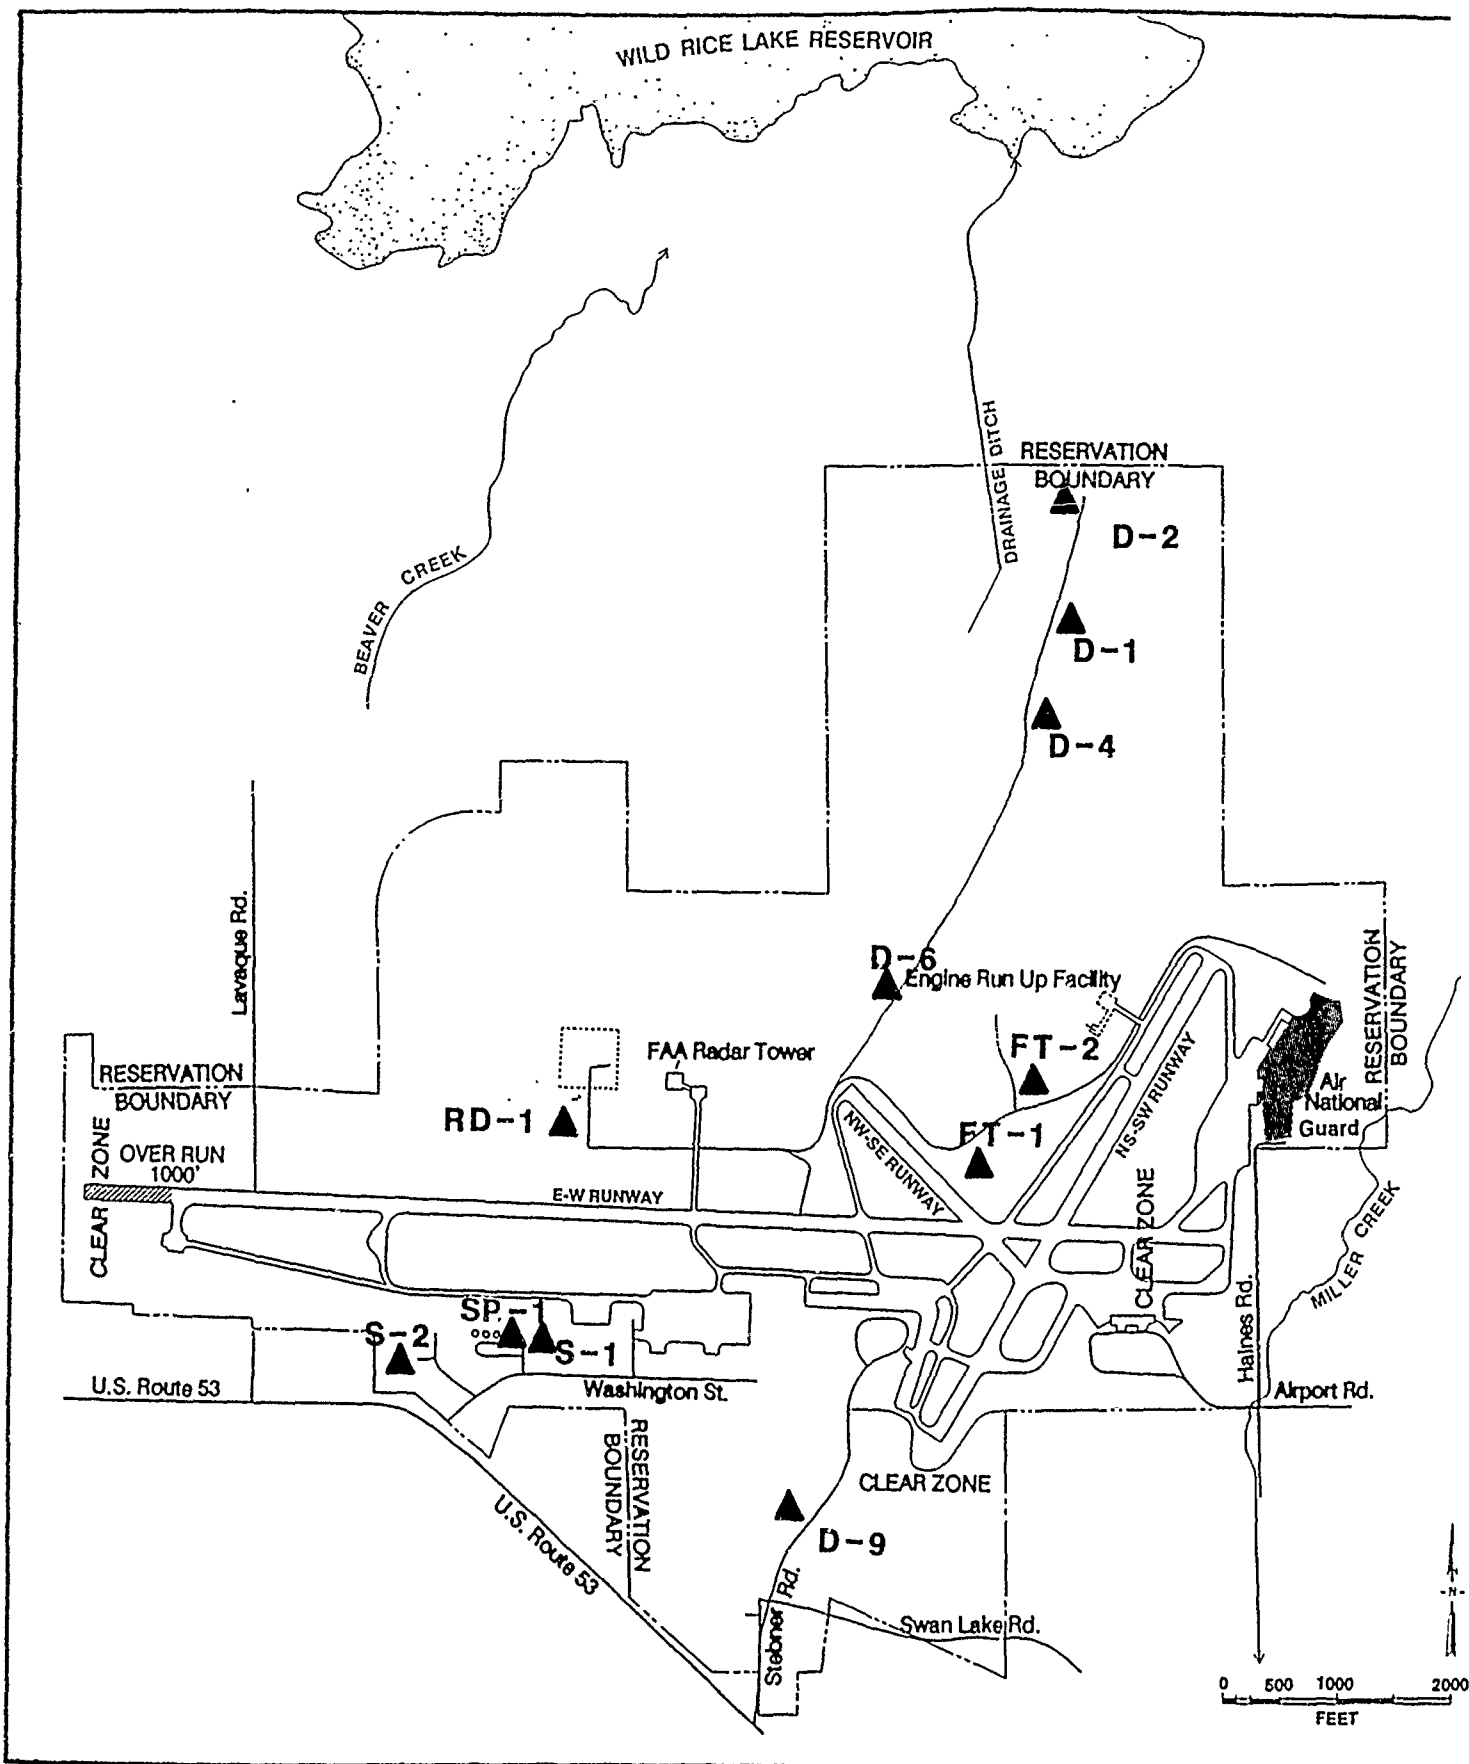 WILD RICE LAKE RESERVOIR
DRAINAGE DITCH
RESERVATION
BOUNDARY
D-2
BEAVER CREEK
D-1
D-4
Lavaque Rd.
D-6
Engine Run Up Facility
RESERVATION
BOUNDARY
FAA Radar Tower
FT-2
RESERVATION
BOUNDARY
RD-1
Air
National
Guard
NS-SW RUNWAY
NW-SE RUNWAY
FT-1
CLEAR ZONE
OVER RUN
1000'
E-W RUNWAY
CLEAR ZONE
MILLER CREEK
SP-1
S-2
S-1
Haines Rd.
U.S. Route 53
Washington St.
Airport Rd.
RESERVATION
BOUNDARY
CLEAR ZONE
U.S. Route 53
D-9
Stebner Rd.
Swan Lake Rd.
-N-
0 500 1000 2000
FEET